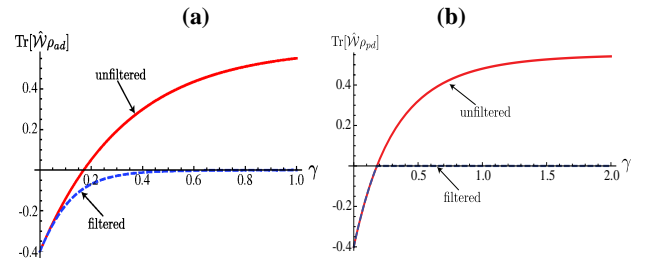 (a)
Tr[Ŵρ_ad]
0.4
0.2
-0.2
-0.4
0.2
0.4
0.6
0.8
1.0
γ
unfiltered
filtered
(b)
Tr[Ŵρ_pd]
0.4
0.2
-0.2
-0.4
0.5
1.0
1.5
2.0
γ
unfiltered
filtered